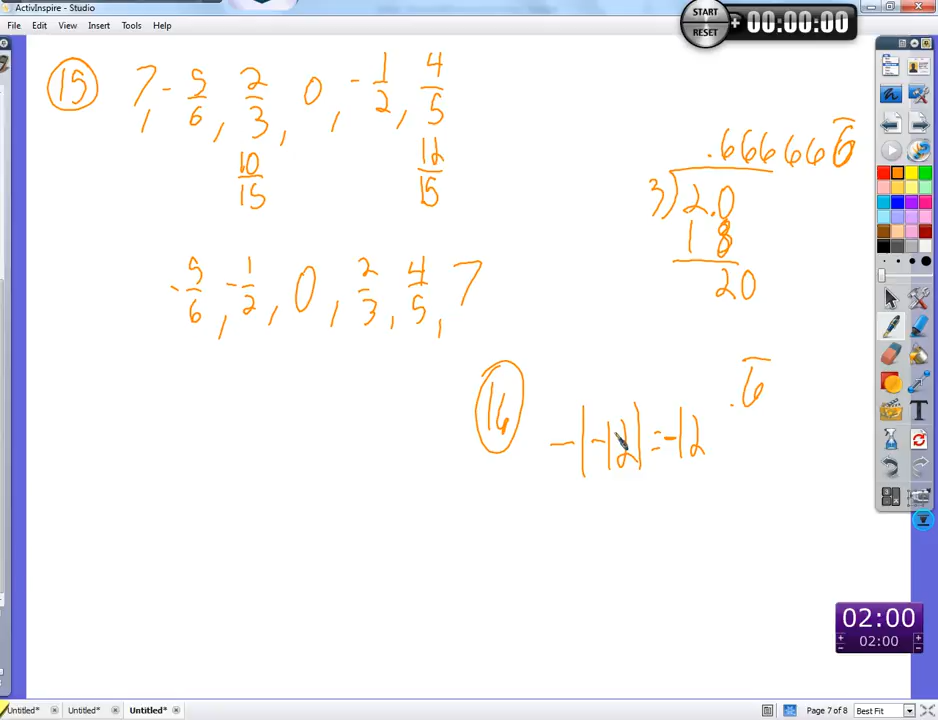 ActivInspire - Studio
File Edit View Insert Tools Help
START
RESET
00:00:00
15 7, -5/6, 2/3, 0, -1/2, 4/5
10/15 12/15
.666666̅
3)2.0
18
20
-5/6, -1/2, 0, 2/3, 4/5, 7
.6̅
16 -|-12| = -12
02:00
02:00
Untitled* Untitled* Untitled* Page 7 of 8 Best Fit